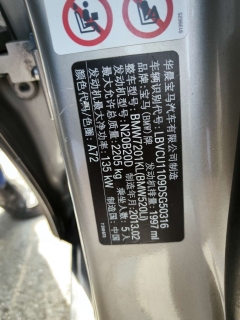 华晨宝马汽车有限公司制造
车辆识别代号:LBVCU1109DSG50316
品牌:宝马(BMW)牌
整车型号:BMW7201KL(BMW520Li)
发动机型号:N20B20D 发动机排量:1997 ml
最大允许总质量:2205 kg 制造年月:2013.02
发动机最大净功率:135 kW 乘坐人数:5人
颜色代码/色:A72 制造国:中国